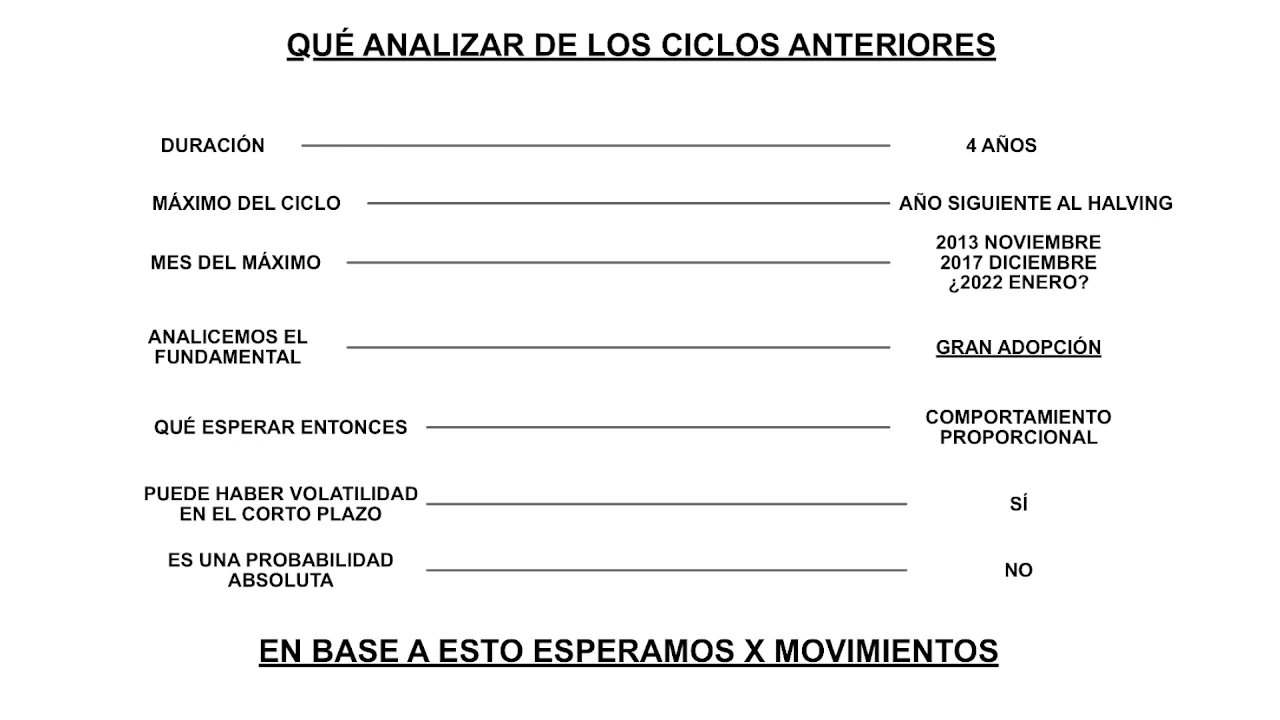 QUÉ ANALIZAR DE LOS CICLOS ANTERIORES
DURACIÓN
4 AÑOS
MÁXIMO DEL CICLO
AÑO SIGUIENTE AL HALVING
MES DEL MÁXIMO
2013 NOVIEMBRE
2017 DICIEMBRE
¿2022 ENERO?
ANALICEMOS EL
FUNDAMENTAL
GRAN ADOPCIÓN
QUÉ ESPERAR ENTONCES
COMPORTAMIENTO
PROPORCIONAL
PUEDE HABER VOLATILIDAD
EN EL CORTO PLAZO
SÍ
ES UNA PROBABILIDAD
ABSOLUTA
NO
EN BASE A ESTO ESPERAMOS X MOVIMIENTOS